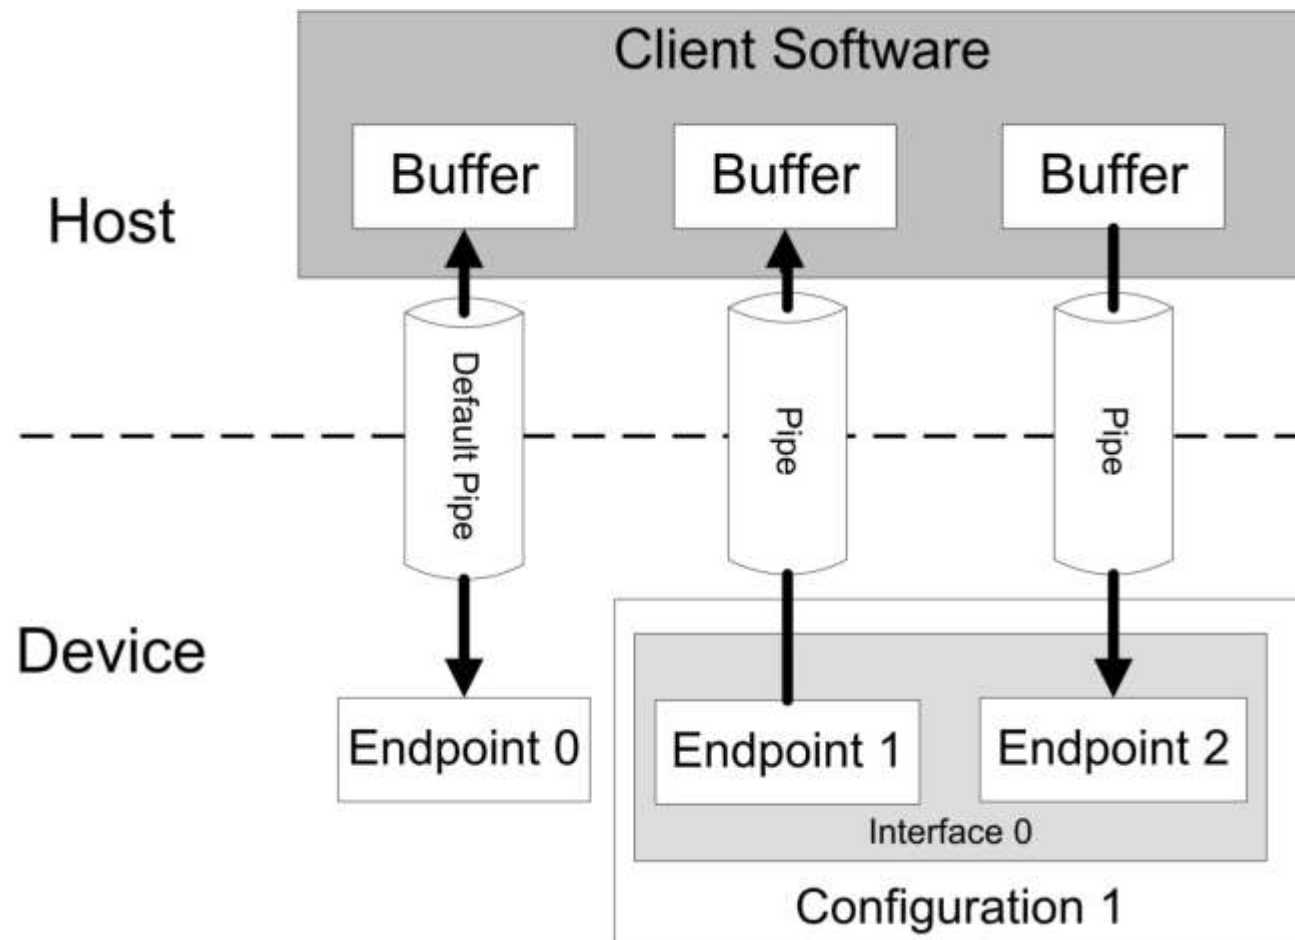 Client Software
Buffer
Buffer
Buffer
Host
Default Pipe
Pipe
Pipe
Device
Endpoint 0
Endpoint 1
Endpoint 2
Interface 0
Configuration 1